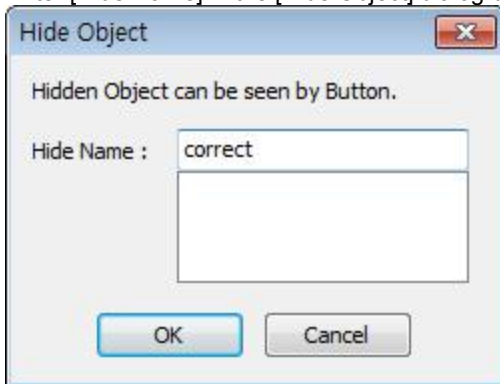 Hide Object
Hidden Object can be seen by Button.
Hide Name :
correct
OK
Cancel